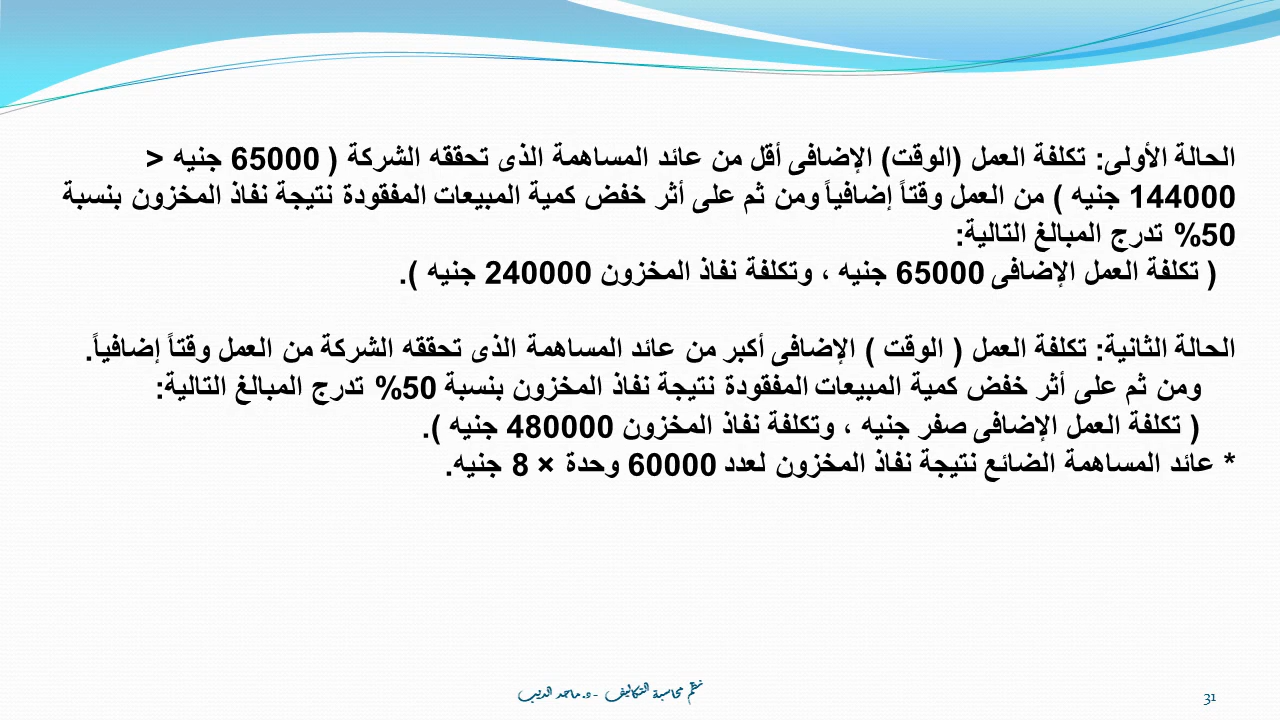 الحالة الأولى: تكلفة العمل (الوقت) الإضافى أقل من عائد المساهمة الذى تحققه الشركة ( 65000 جنيه <
144000 جنيه ) من العمل وقتاً إضافياً ومن ثم على أثر خفض كمية المبيعات المفقودة نتيجة نفاذ المخزون بنسبة
50% تدرج المبالغ التالية:
( تكلفة العمل الإضافى 65000 جنيه ، وتكلفة نفاذ المخزون 240000 جنيه ).
الحالة الثانية: تكلفة العمل ( الوقت ) الإضافى أكبر من عائد المساهمة الذى تحققه الشركة من العمل وقتاً إضافياً.
ومن ثم على أثر خفض كمية المبيعات المفقودة نتيجة نفاذ المخزون بنسبة 50% تدرج المبالغ التالية:
( تكلفة العمل الإضافى صفر جنيه ، وتكلفة نفاذ المخزون 480000 جنيه ).
* عائد المساهمة الضائع نتيجة نفاذ المخزون لعدد 60000 وحدة × 8 جنيه.
نظم محاسبة التكاليف - د. ماجد الديب
31